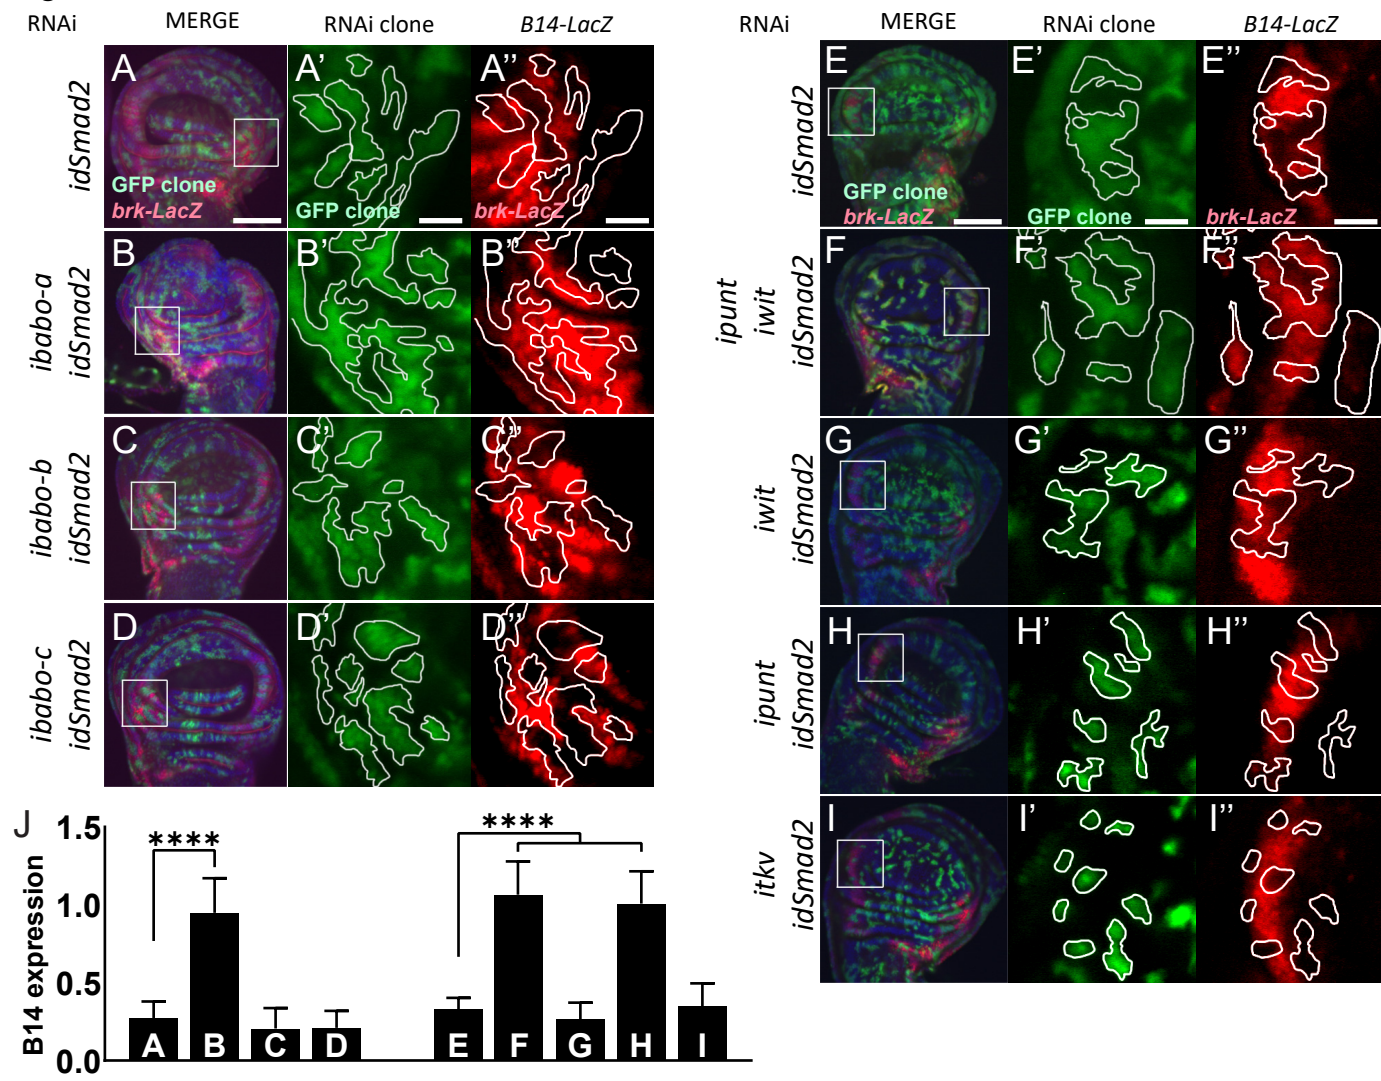 RNAi MERGE RNAi clone B14-LacZ
idSmad2
A A' A"
GFP clone
brk-LacZ GFP clone brk-LacZ
ibabo-a
idSmad2
B B' B"
ibabo-b
idSmad2
C C' C"
ibabo-c
idSmad2
D D' D"
RNAi MERGE RNAi clone B14-LacZ
idSmad2
E E' E"
GFP clone
brk-LacZ GFP clone brk-LacZ
ipunt
iwit
idSmad2
F F' F"
iwit
idSmad2
G G' G"
ipunt
idSmad2
H H' H"
itkv
idSmad2
I I' I"
J
B14 expression
1.5
1.0
0.5
0.0
**** ****
A B C D E F G H I